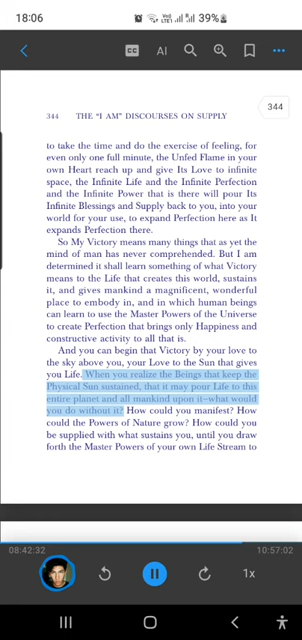 18:06
39%
CC AI
344
344 THE "I AM" DISCOURSES ON SUPPLY
to take the time and do the exercise of feeling, for
even only one full minute, the Unfed Flame in your
own Heart reach up and give Its Love to infinite
space, the Infinite Life and the Infinite Perfection
and the Infinite Power that is there will pour Its
Infinite Blessings and Supply back to you, into your
world for your use, to expand Perfection here as It
expands Perfection there.
So My Victory means many things that as yet the
mind of man has never comprehended. But I am
determined it shall learn something of what Victory
means to the Life that creates this world, sustains
it, and gives mankind a magnificent, wonderful
place to embody in, and in which human beings
can learn to use the Master Powers of the Universe
to create Perfection that brings only Happiness and
constructive activity to all that is.
And you can begin that Victory by your love to
the sky above you, your Love to the Sun that gives
you Life. When you realize the Beings that keep the
Physical Sun sustained, that it may pour Life to this
entire planet and all mankind upon it—what would
you do without it? How could you manifest? How
could the Powers of Nature grow? How could you
be supplied with what sustains you, until you draw
forth the Master Powers of your own Life Stream to
08:42:32 10:57:02
1x